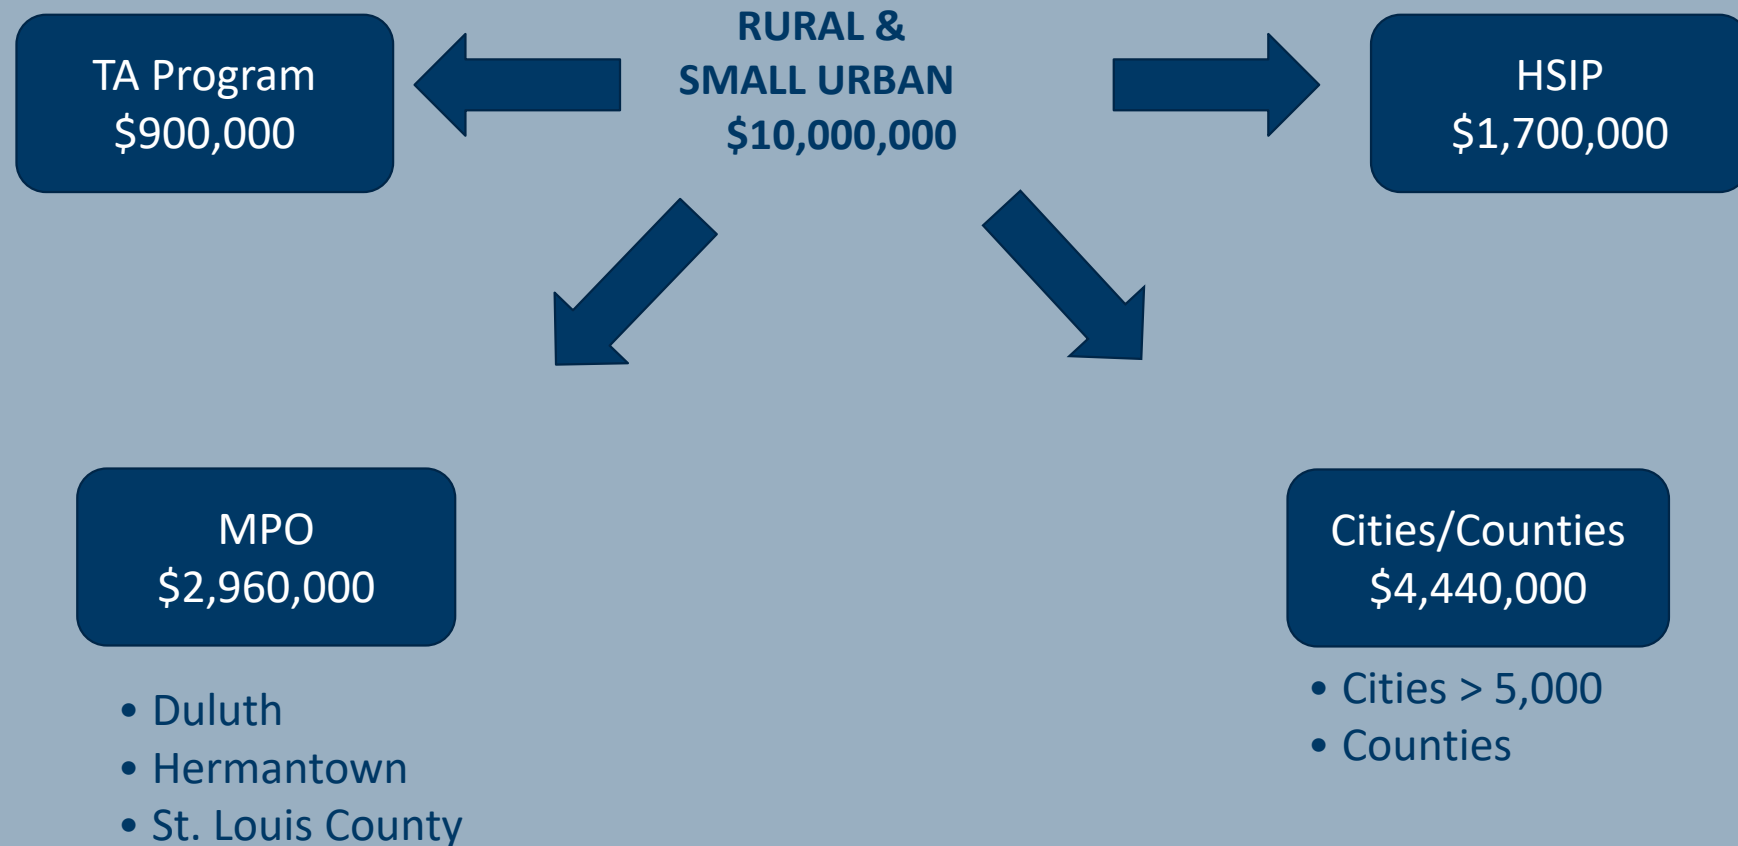 RURAL &
SMALL URBAN
$10,000,000
TA Program
$900,000
HSIP
$1,700,000
MPO
$2,960,000
• Duluth
• Hermantown
• St. Louis County
Cities/Counties
$4,440,000
• Cities > 5,000
• Counties